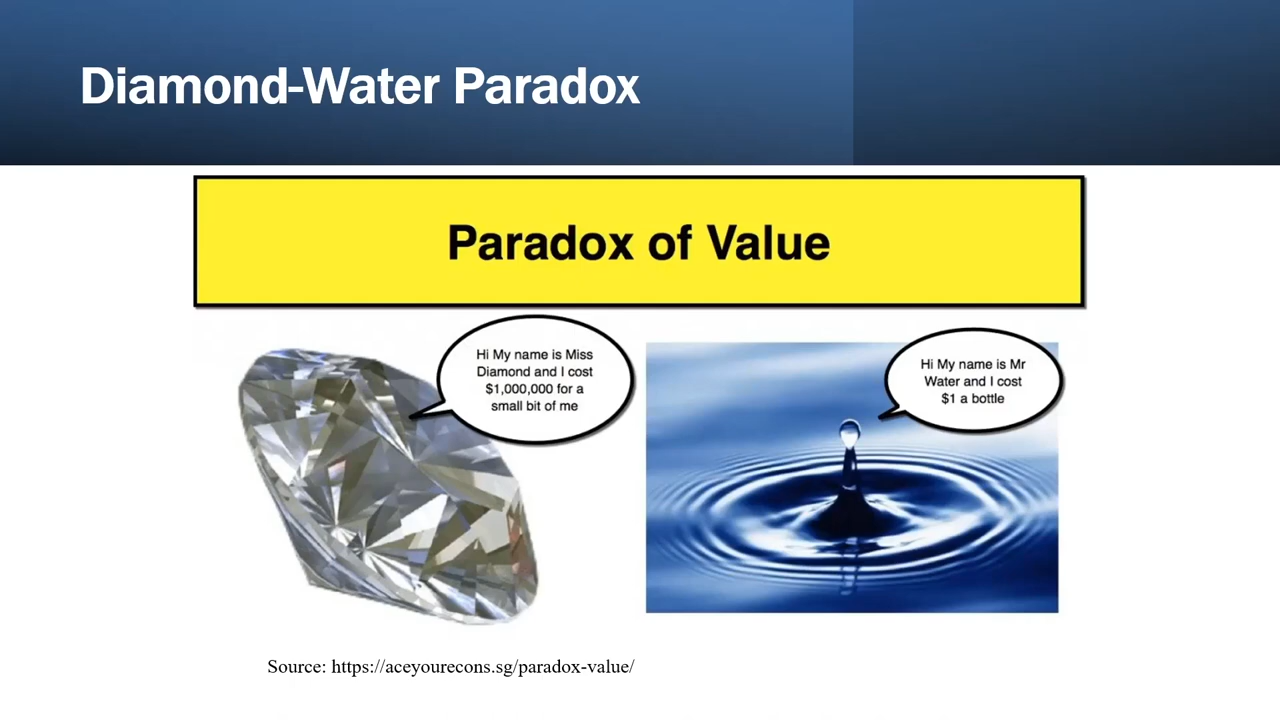 Diamond-Water Paradox
Paradox of Value
Hi My name is Miss
Diamond and I cost
$1,000,000 for a
small bit of me
Hi My name is Mr
Water and I cost
$1 a bottle
Source: https://aceyourecons.sg/paradox-value/